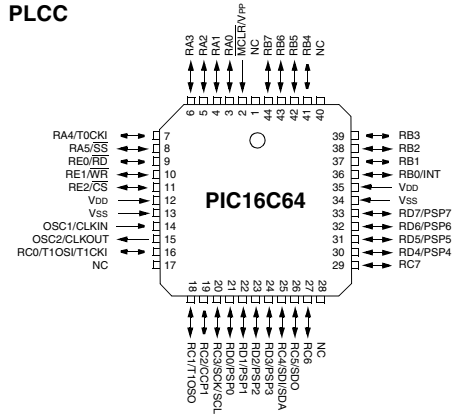 PLCC
RA3
RA2
RA1
RA0
MCLR/VPP
NC
RB7
RB6
RB5
RB4
NC
6
5
4
3
2
1
44
43
42
41
40
RA4/T0CKI 7
RA5/SS 8
RE0/RD 9
RE1/WR 10
RE2/CS 11
VDD 12
VSS 13
OSC1/CLKIN 14
OSC2/CLKOUT 15
RC0/T1OSI/T1CKI 16
NC 17
PIC16C64
39 RB3
38 RB2
37 RB1
36 RB0/INT
35 VDD
34 VSS
33 RD7/PSP7
32 RD6/PSP6
31 RD5/PSP5
30 RD4/PSP4
29 RC7
18
19
20
21
22
23
24
25
26
27
28
RC1/T1OSO
RC2/CCP1
RC3/SCK/SCL
RD0/PSP0
RD1/PSP1
RD2/PSP2
RD3/PSP3
RC4/SDI/SDA
RC5/SDO
RC6
NC